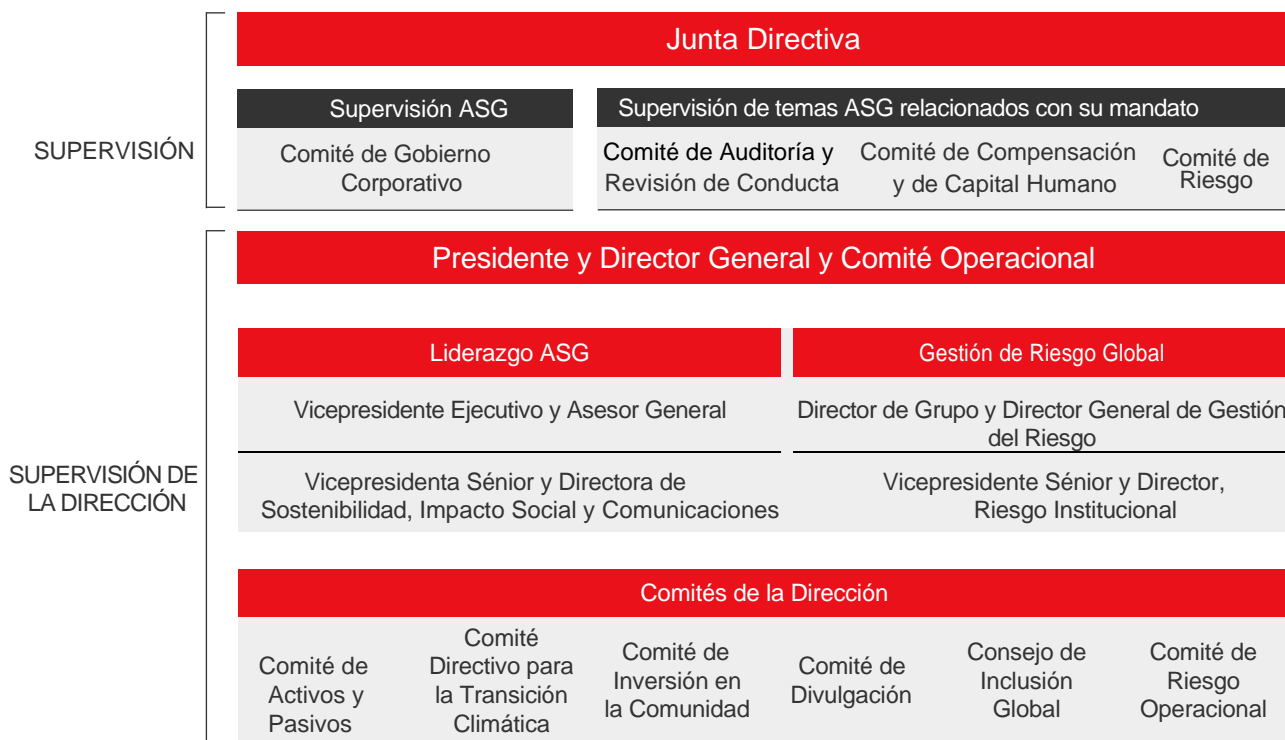 Junta Directiva
SUPERVISIÓN
Supervisión ASG
Comité de Gobierno
Corporativo
Supervisión de temas ASG relacionados con su mandato
Comité de Auditoría y
Revisión de Conducta
Comité de Compensación
y de Capital Humano
Comité de
Riesgo
Presidente y Director General y Comité Operacional
SUPERVISIÓN DE
LA DIRECCIÓN
Liderazgo ASG
Vicepresidente Ejecutivo y Asesor General
Vicepresidenta Sénior y Directora de
Sostenibilidad, Impacto Social y Comunicaciones
Gestión de Riesgo Global
Director de Grupo y Director General de Gestión
del Riesgo
Vicepresidente Sénior y Director,
Riesgo Institucional
Comités de la Dirección
Comité de
Activos y
Pasivos
Comité
Directivo para
la Transición
Climática
Comité de
Inversión en
la Comunidad
Comité de
Divulgación
Consejo de
Inclusión
Global
Comité de
Riesgo
Operacional